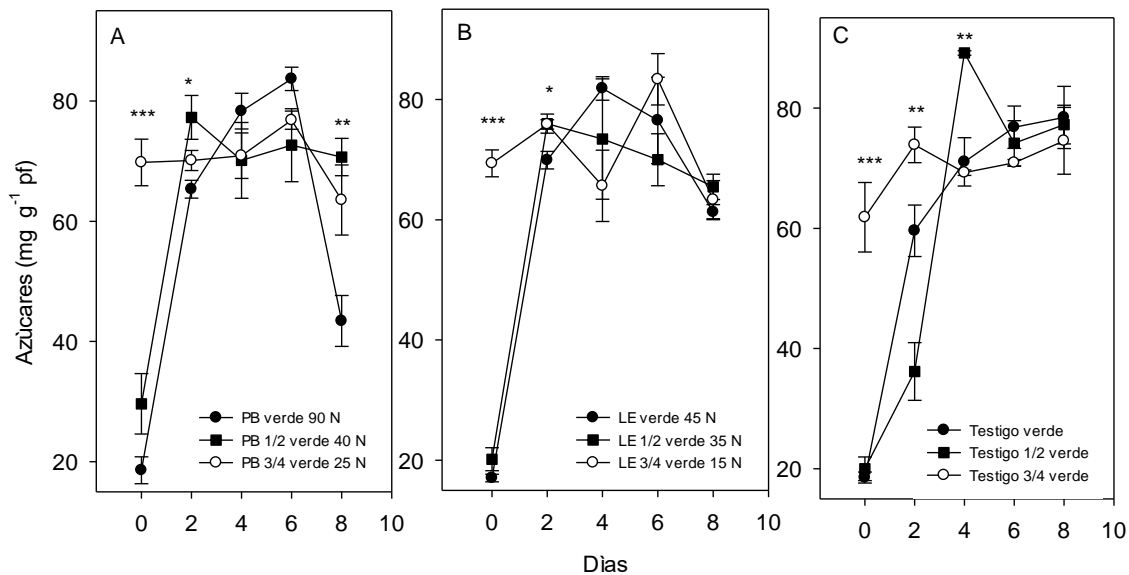 A
B
C
Azùcares (mg g-1 pf)
80
60
40
20
***
*
**
PB verde 90 N
PB 1/2 verde 40 N
PB 3/4 verde 25 N
0 2 4 6 8 10
80
60
40
20
***
*
LE verde 45 N
LE 1/2 verde 35 N
LE 3/4 verde 15 N
0 2 4 6 8 10
80
60
40
20
***
**
**
Testigo verde
Testigo 1/2 verde
Testigo 3/4 verde
0 2 4 6 8 10
Dìas